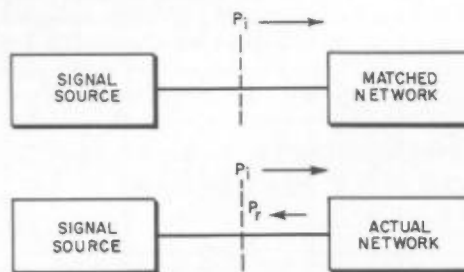 Pi
SIGNAL
SOURCE
MATCHED
NETWORK
Pi
Pr
SIGNAL
SOURCE
ACTUAL
NETWORK